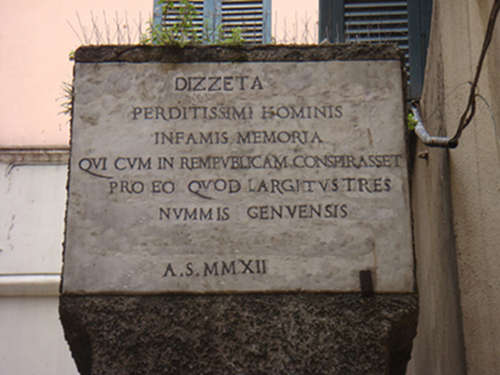 DIZZETA
PERDITISSIMI HOMINIS
INFAMIS MEMORIA
QVI CVM IN REMPVBLICAM CONSPIRASSET
PRO EO QVOD LARGITVS TRES
NVMMIS GENVENSIS
A.S. MMXII